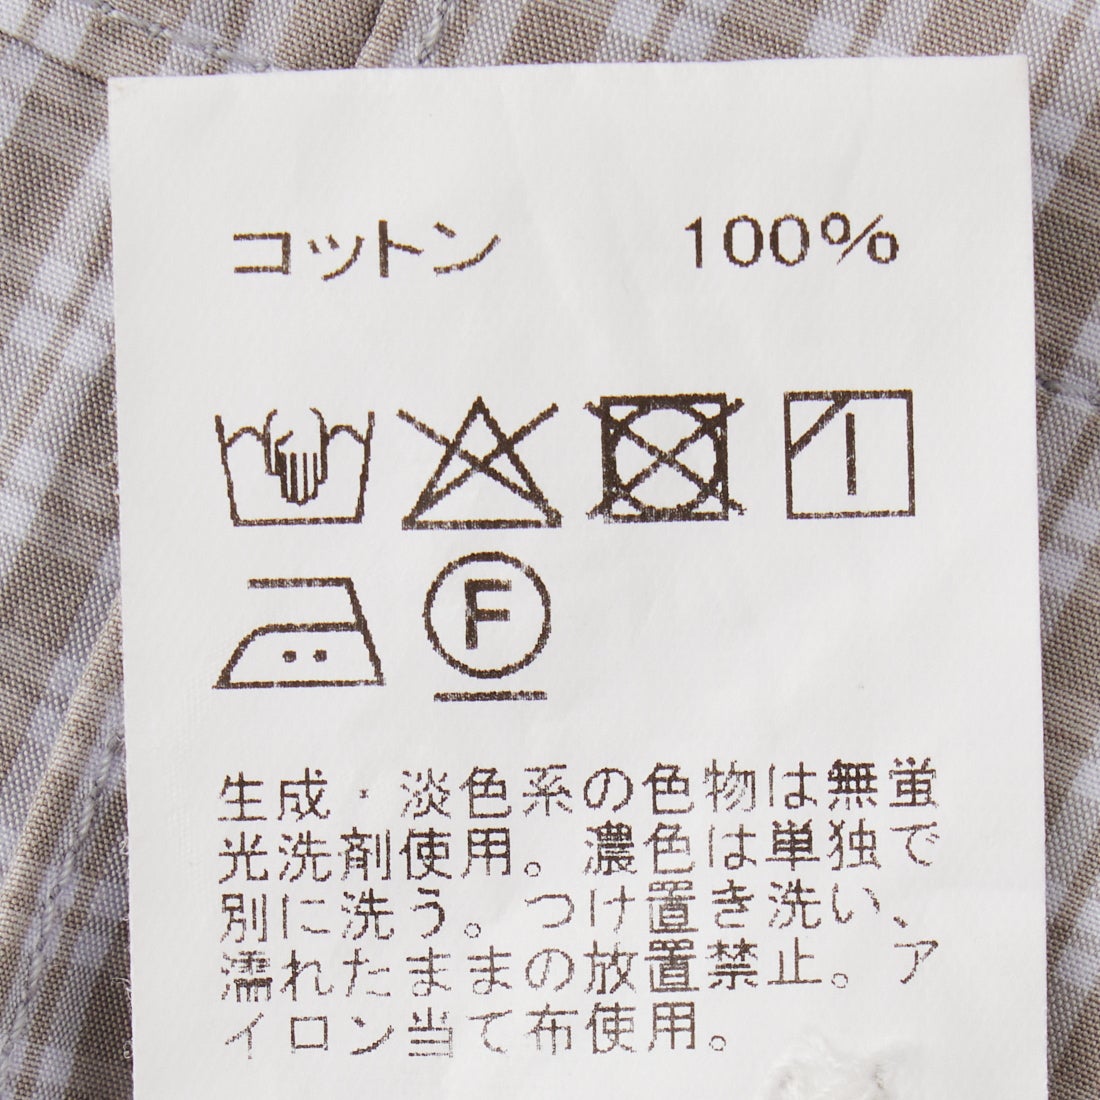 コットン 100%
F
生成・淡色系の色物は無蛍
光洗剤使用。濃色は単独で
別に洗う。つけ置き洗い、
濡れたままの放置禁止。ア
イロン当て布使用。